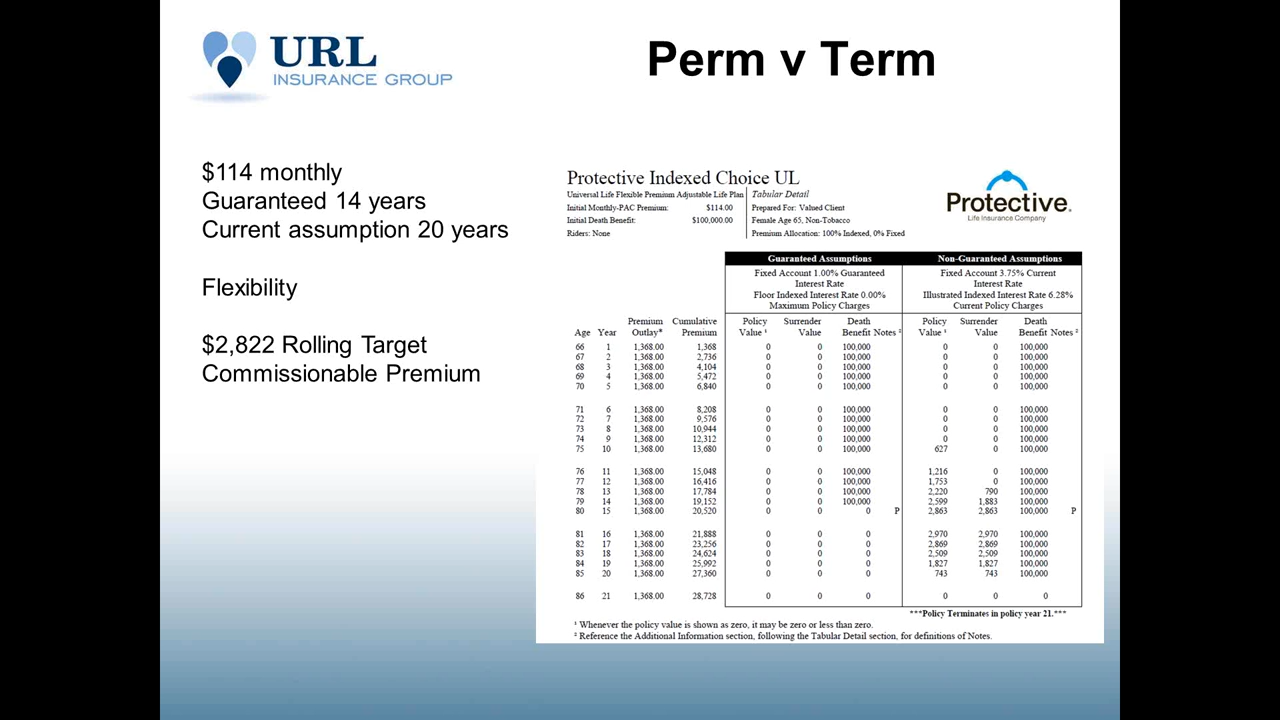 URL
INSURANCE GROUP
Perm v Term
$114 monthly
Guaranteed 14 years
Current assumption 20 years
Flexibility
$2,822 Rolling Target
Commissionable Premium
Protective Indexed Choice UL
Universal Life Flexible Premium Adjustable Life Plan Tabular Detail
Initial Monthly-PAC Premium: $114.00 Prepared For: Valued Client
Initial Death Benefit: $100,000.00 Female Age 65, Non-Tobacco
Riders: None Premium Allocation: 100% Indexed, 0% Fixed
Protective.
Life Insurance Company
Guaranteed Assumptions Non-Guaranteed Assumptions
Fixed Account 1.00% Guaranteed Fixed Account 3.75% Current
Interest Rate Interest Rate
Floor Indexed Interest Rate 0.00% Illustrated Indexed Interest Rate 6.28%
Maximum Policy Charges Current Policy Charges
Premium Cumulative Policy Surrender Death Policy Surrender Death
Age Year Outlay* Premium Value ¹ Value Benefit Notes ² Value ¹ Value Benefit Notes ²
66 1 1,368.00 1,368 0 0 100,000 0 0 100,000
67 2 1,368.00 2,736 0 0 100,000 0 0 100,000
68 3 1,368.00 4,104 0 0 100,000 0 0 100,000
69 4 1,368.00 5,472 0 0 100,000 0 0 100,000
70 5 1,368.00 6,840 0 0 100,000 0 0 100,000
71 6 1,368.00 8,208 0 0 100,000 0 0 100,000
72 7 1,368.00 9,576 0 0 100,000 0 0 100,000
73 8 1,368.00 10,944 0 0 100,000 0 0 100,000
74 9 1,368.00 12,312 0 0 100,000 0 0 100,000
75 10 1,368.00 13,680 0 0 100,000 627 0 100,000
76 11 1,368.00 15,048 0 0 100,000 1,216 0 100,000
77 12 1,368.00 16,416 0 0 100,000 1,753 0 100,000
78 13 1,368.00 17,784 0 0 100,000 2,220 790 100,000
79 14 1,368.00 19,152 0 0 100,000 2,599 1,883 100,000
80 15 1,368.00 20,520 0 0 0 P 2,863 2,863 100,000 P
81 16 1,368.00 21,888 0 0 0 2,970 2,970 100,000
82 17 1,368.00 23,256 0 0 0 2,869 2,869 100,000
83 18 1,368.00 24,624 0 0 0 2,509 2,509 100,000
84 19 1,368.00 25,992 0 0 0 1,827 1,827 100,000
85 20 1,368.00 27,360 0 0 0 743 743 100,000
86 21 1,368.00 28,728 0 0 0 0 0 0
***Policy Terminates in policy year 21.***
¹ Whenever the policy value is shown as zero, it may be zero or less than zero.
² Reference the Additional Information section, following the Tabular Detail section, for definitions of Notes.